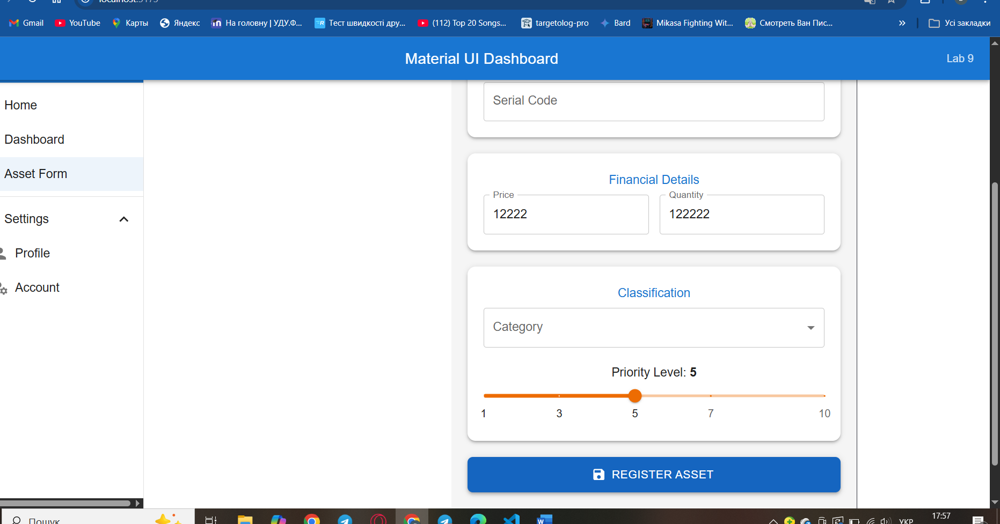 Gmail
YouTube
Карты
Яндекс
На головну | УДУ.Ф...
Тест швидкості дру...
(112) Top 20 Songs...
targetolog-pro
Bard
Mikasa Fighting Wit...
Смотреть Ван Пис...
Усі закладки
Material UI Dashboard
Lab 9
Home
Dashboard
Asset Form
Settings
Profile
Account
Serial Code
Financial Details
Price
12222
Quantity
122222
Classification
Category
Priority Level: 5
1 3 5 7 10
REGISTER ASSET
Пошук
УКР
17:57